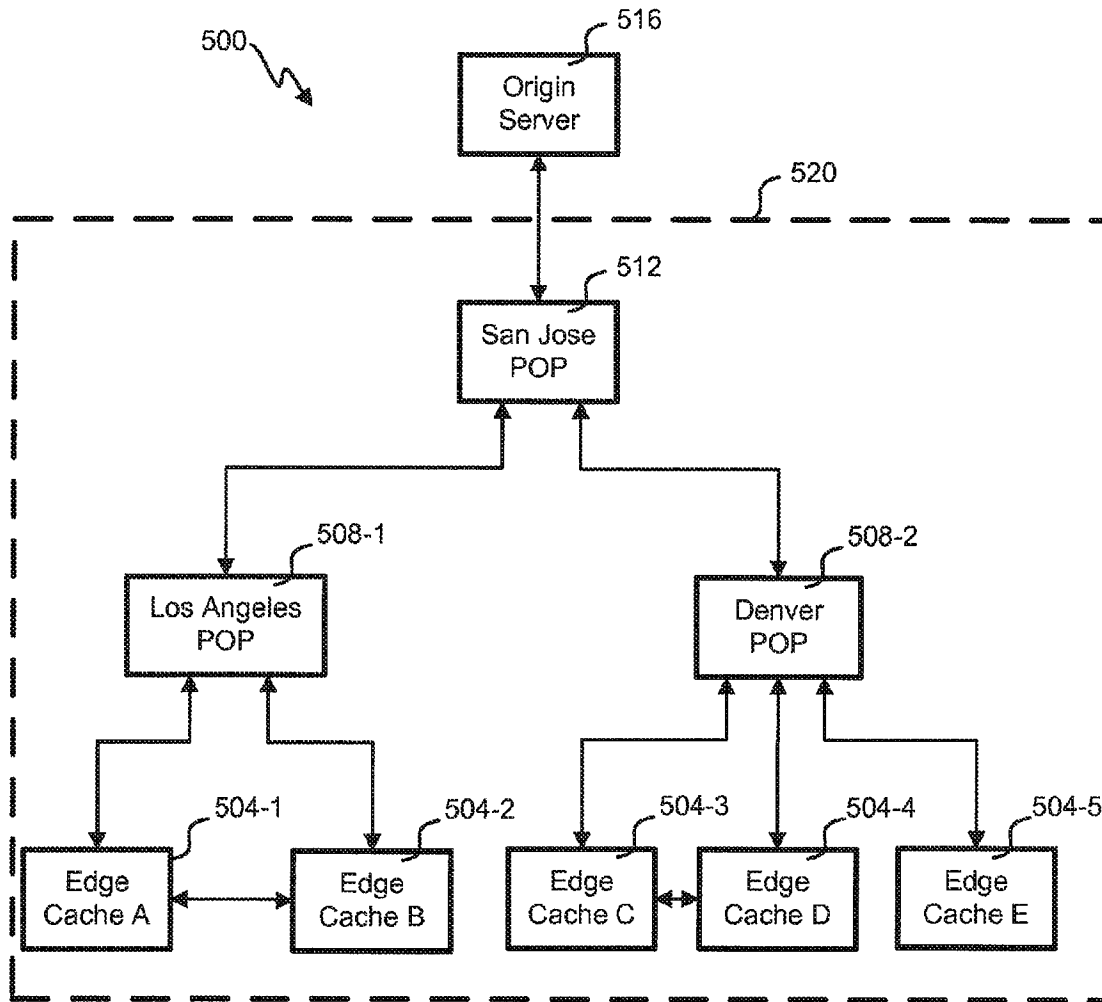 516
500
Origin
Server
520
512
San Jose
POP
508-1
508-2
Los Angeles
POP
Denver
POP
504-1
504-2
504-3
504-4
504-5
Edge
Cache A
Edge
Cache B
Edge
Cache C
Edge
Cache D
Edge
Cache E